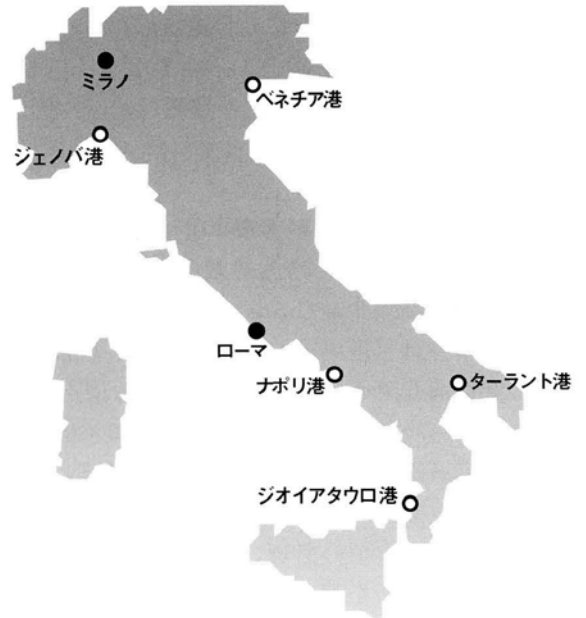 ミラノ
ベネチア港
ジェノバ港
ローマ
ナポリ港
ターラント港
ジオイアタウロ港